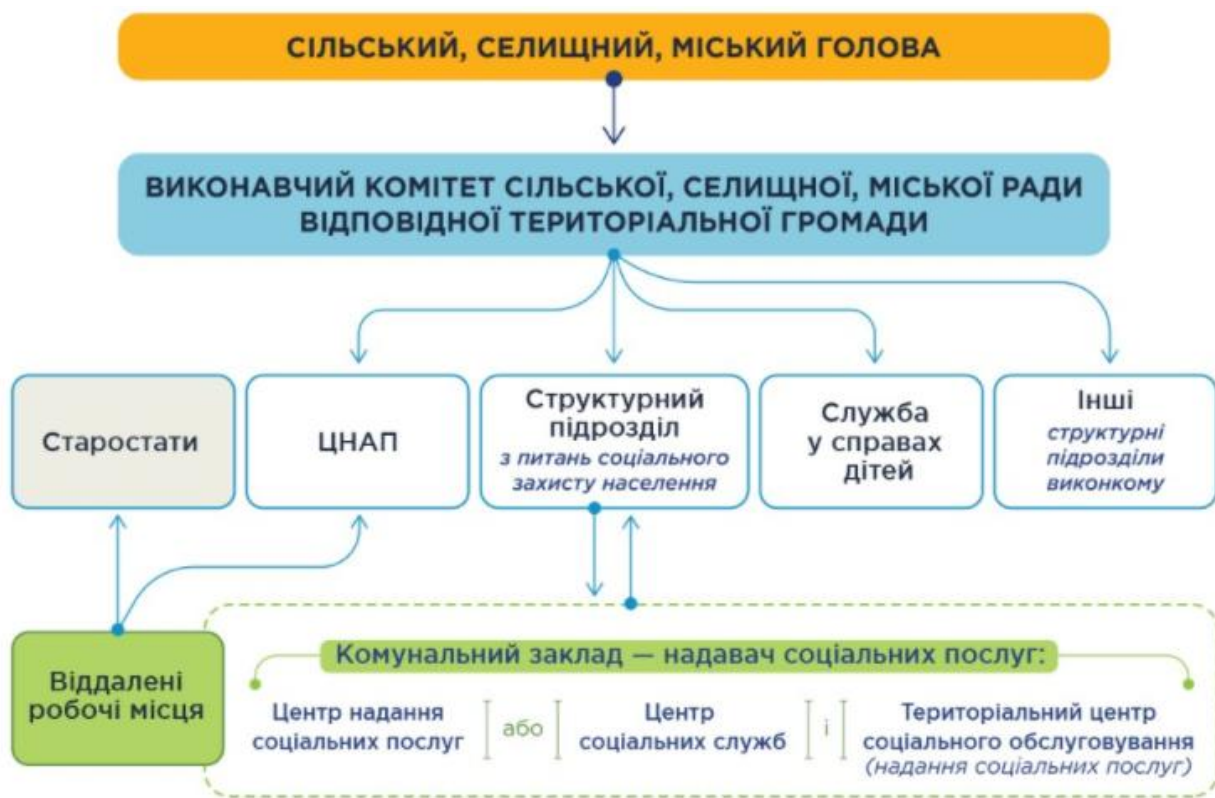 СІЛЬСЬКИЙ, СЕЛИЩНИЙ, МІСЬКИЙ ГОЛОВА
ВИКОНАВЧИЙ КОМІТЕТ СІЛЬСЬКОЇ, СЕЛИЩНОЇ, МІСЬКОЇ РАДИ
ВІДПОВІДНОЇ ТЕРИТОРІАЛЬНОЇ ГРОМАДИ
Старостати
ЦНАП
Структурний
підрозділ
з питань соціального
захисту населення
Служба
у справах
дітей
Інші
структурні
підрозділи
виконкому
Віддалені
робочі місця
Комунальний заклад — надавач соціальних послуг:
Центр надання
соціальних послуг
або
Центр
соціальних служб
і
Територіальний центр
соціального обслуговування
(надання соціальних послуг)